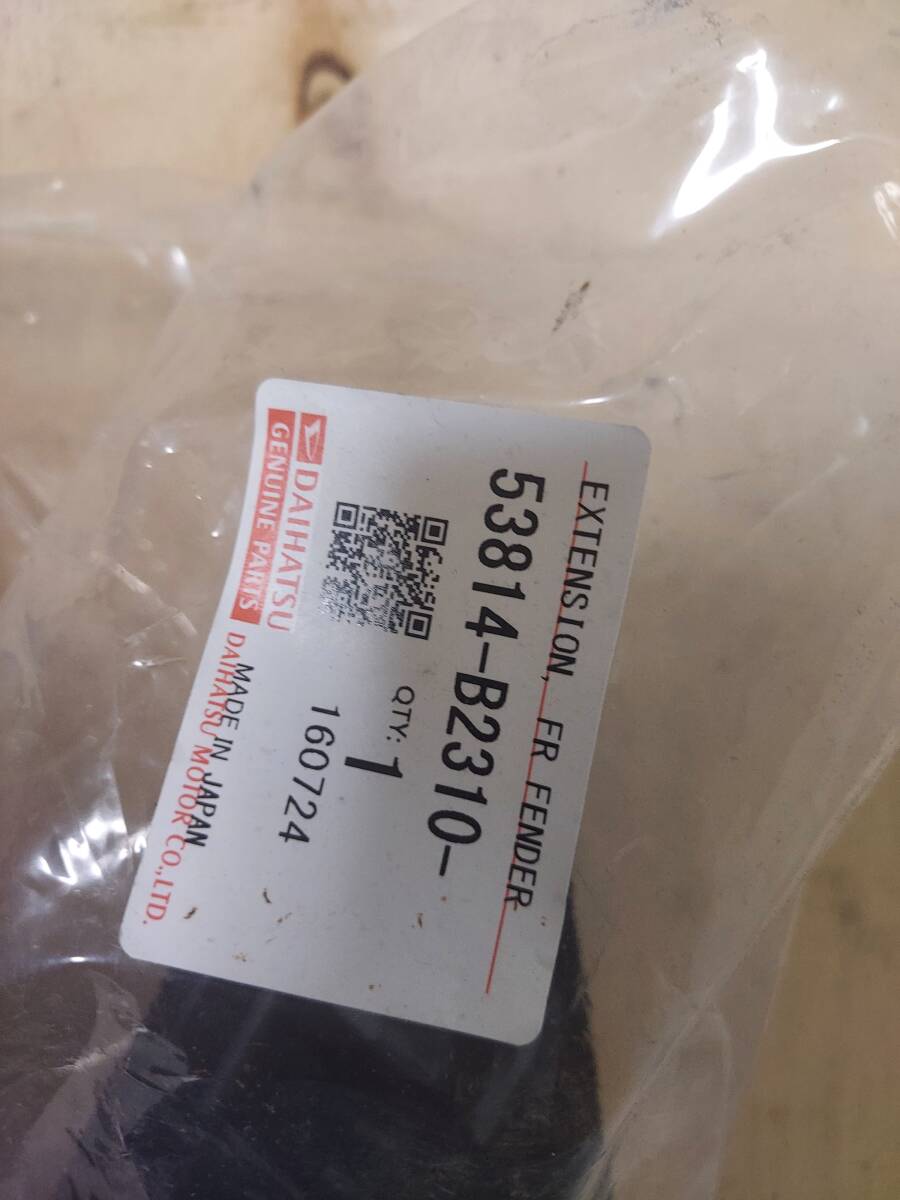 EXTENSION, FR FENDER
53814-B2310-
QTY: 1
160724
DAIHATSU
GENUINE PARTS
MADE IN JAPAN
DAIHATSU MOTOR CO.,LTD.